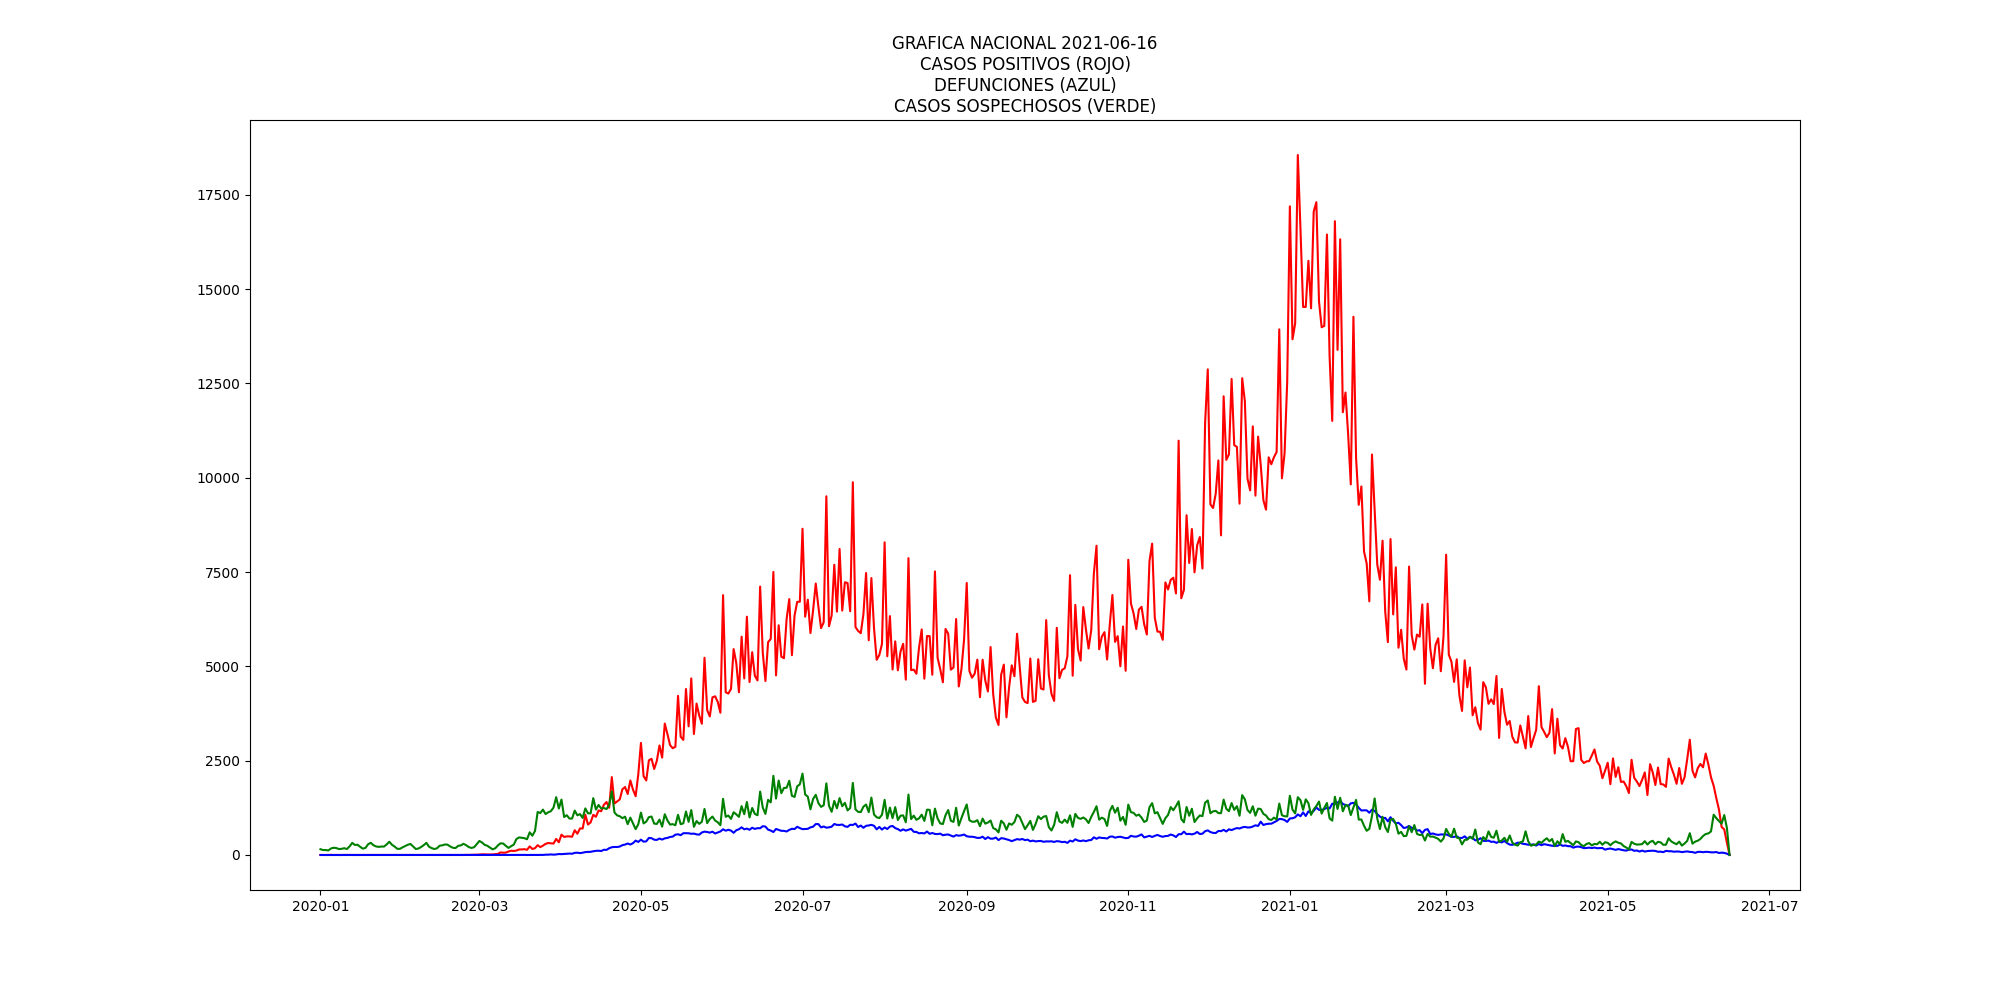 GRAFICA NACIONAL 2021-06-16
CASOS POSITIVOS (ROJO)
DEFUNCIONES (AZUL)
CASOS SOSPECHOSOS (VERDE)
17500
15000
12500
10000
7500
5000
2500
0
2020-01 2020-03 2020-05 2020-07 2020-09 2020-11 2021-01 2021-03 2021-05 2021-07